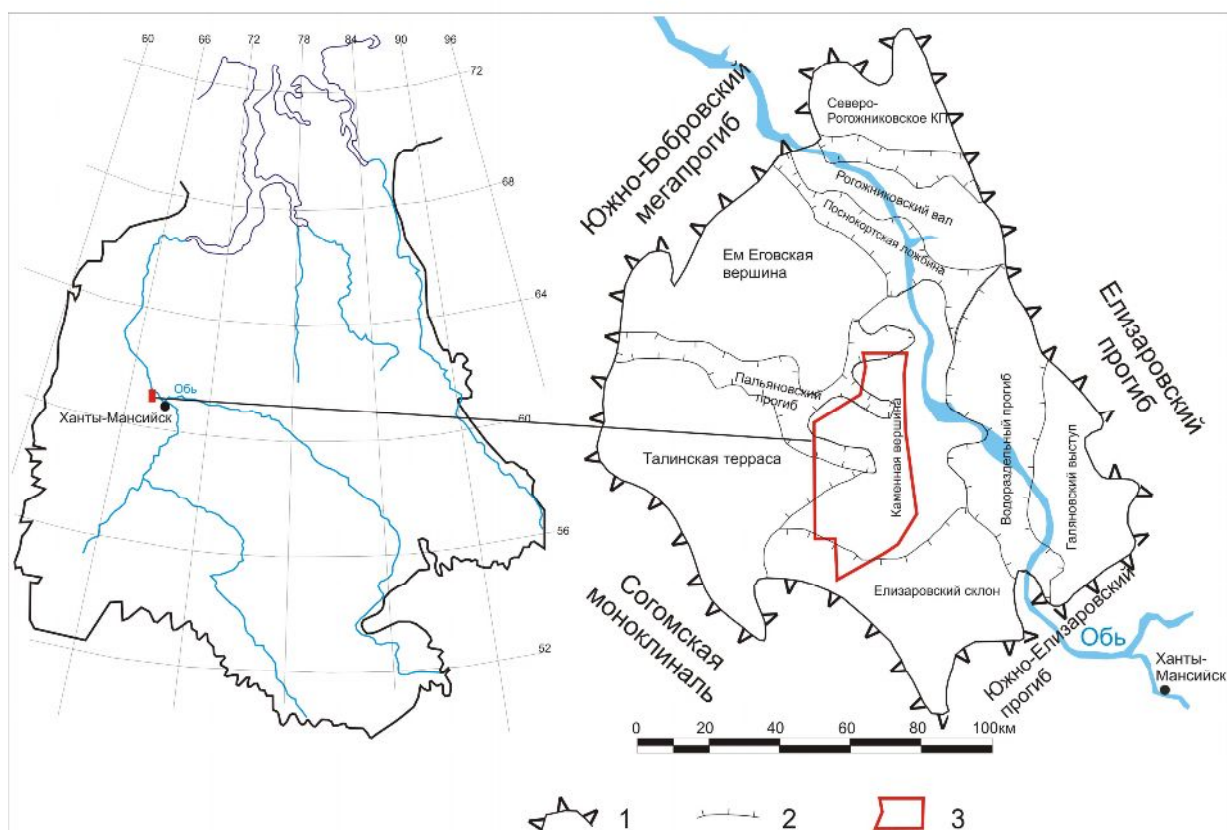 60
66
72
78
84
90
96
72
68
64
60
56
52
Обь
Ханты-Мансийск
Южно-Бобровский
мегапрогиб
Северо-
Рогожниковское КП
Рогожниковский вал
Поснокортская ложбина
Ем Еговская
вершина
Елизаровский
прогиб
Пальяновский
прогиб
Талинская терраса
Каменная вершина
Водораздельный прогиб
Галяновский выступ
Елизаровский склон
Согомская
моноклиналь
Южно-Елизаровский
прогиб
Обь
Ханты-
Мансийск
0 20 40 60 80 100км
1 2 3